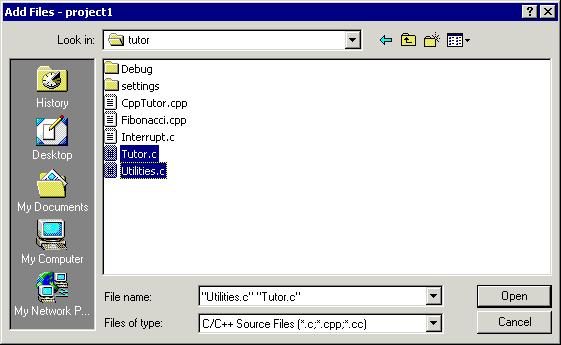 Add Files - project1
Look in:
tutor
History
Desktop
My Documents
My Computer
My Network P...
Debug
settings
CppTutor.cpp
Fibonacci.cpp
Interrupt.c
Tutor.c
Utilities.c
File name:
"Utilities.c" "Tutor.c"
Open
Files of type:
C/C++ Source Files (*.c;*.cpp;*.cc)
Cancel